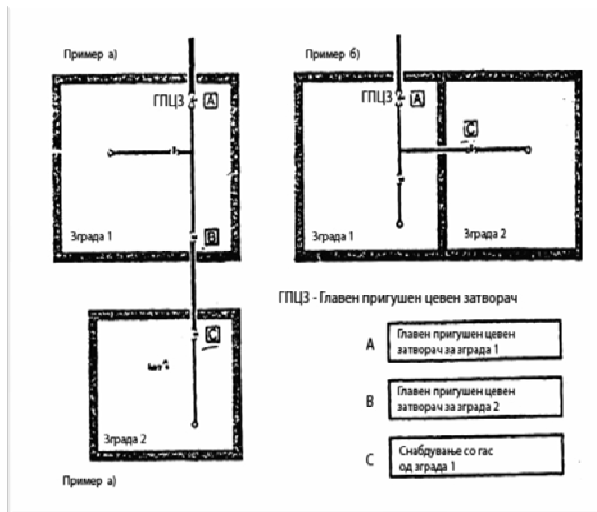 Пример а)
Пример б)
ГПЦЗ A
ГПЦЗ A
C
Зграда 1
B
Зграда 1
Зграда 2
ГПЦЗ - Главен пригушен цевен затворач
C
A
Главен пригушен цевен
затворач за зграда 1
B
Главен пригушен цевен
затворач за зграда 2
Зграда 2
C
Снабдување со гас
од зграда 1
Пример а)